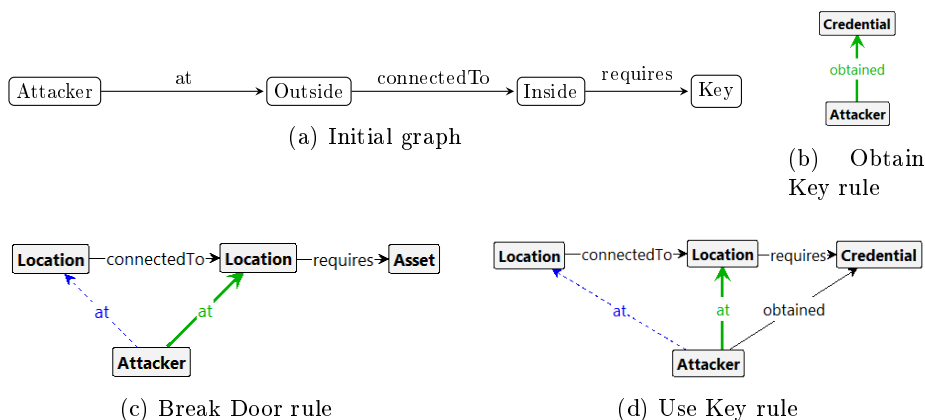 Attacker at Outside connectedTo Inside requires Key
(a) Initial graph
Credential
obtained
Attacker
(b) Obtain
Key rule
Location connectedTo Location requires Asset
at at
Attacker
(c) Break Door rule
Location connectedTo Location requires Credential
at at obtained
Attacker
(d) Use Key rule